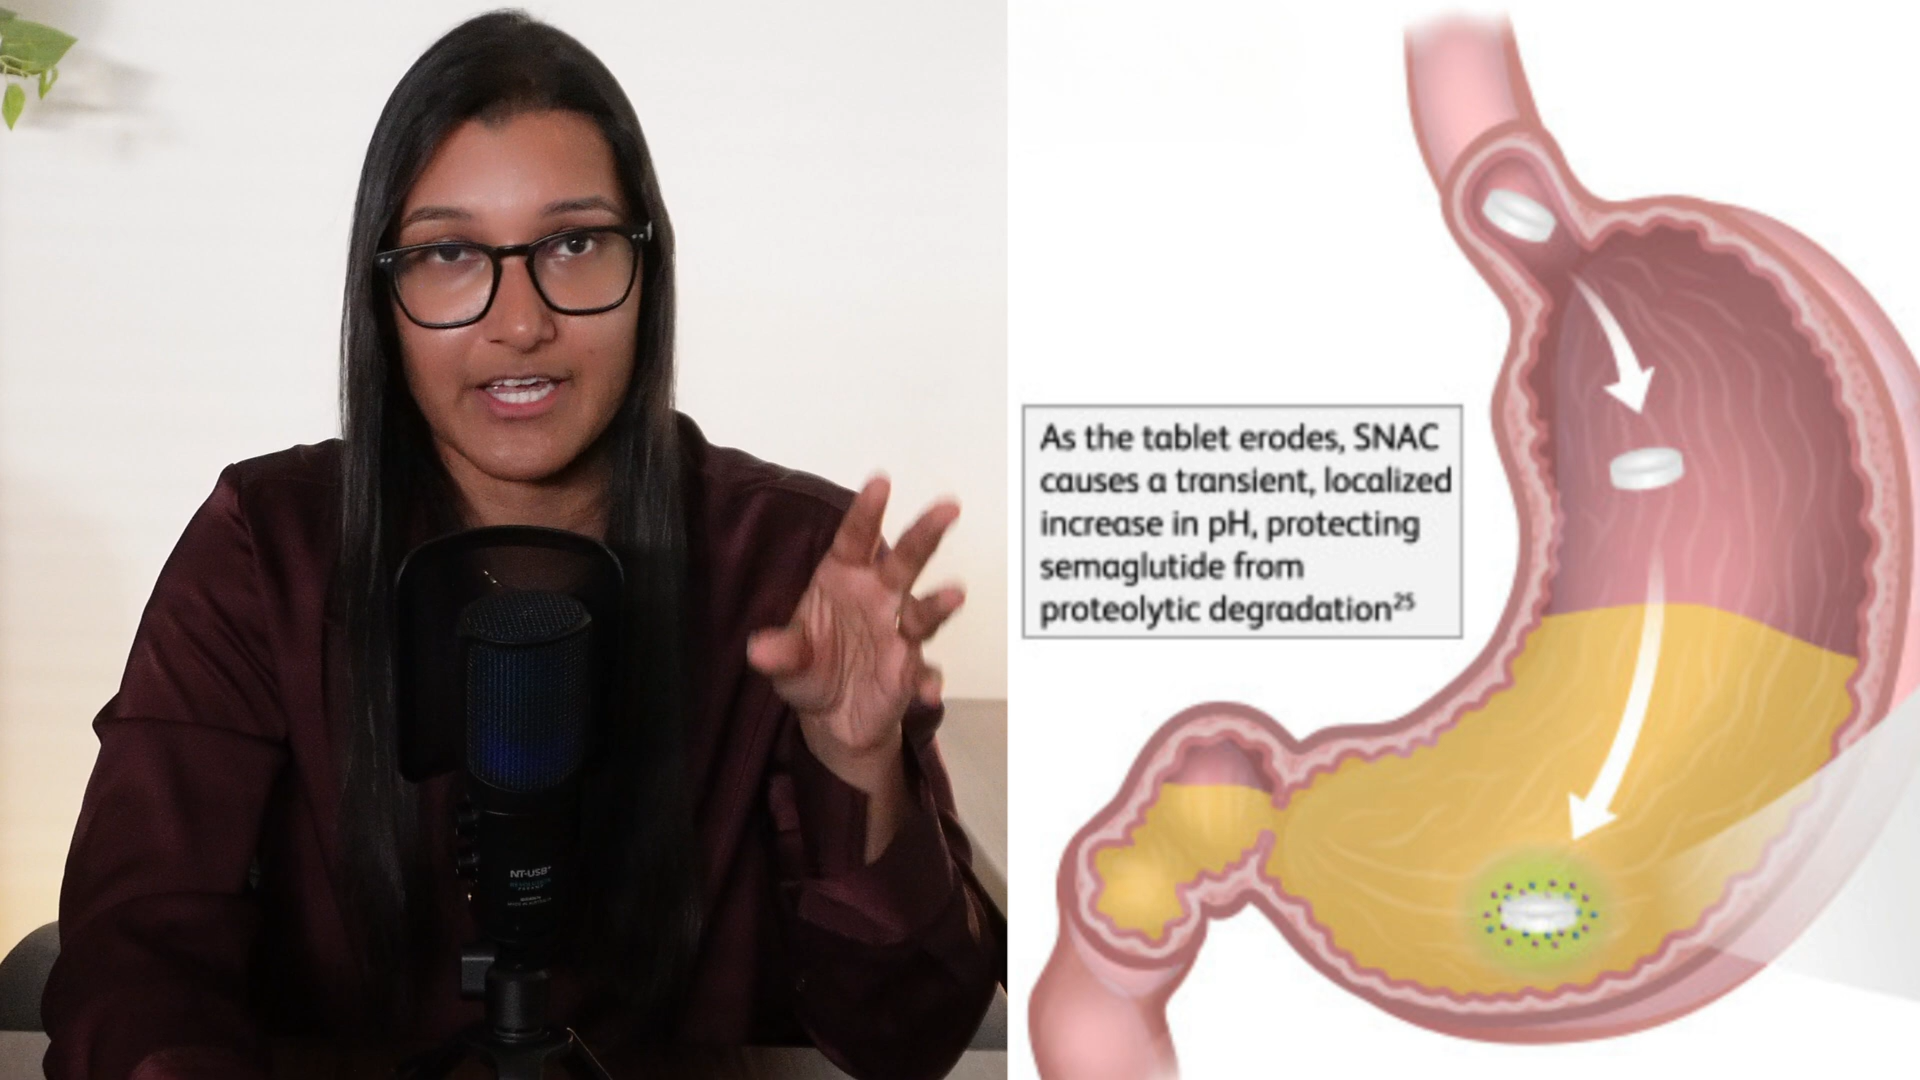 As the tablet erodes, SNAC
causes a transient, localized
increase in pH, protecting
semaglutide from
proteolytic degradation²⁵
NT-USB+